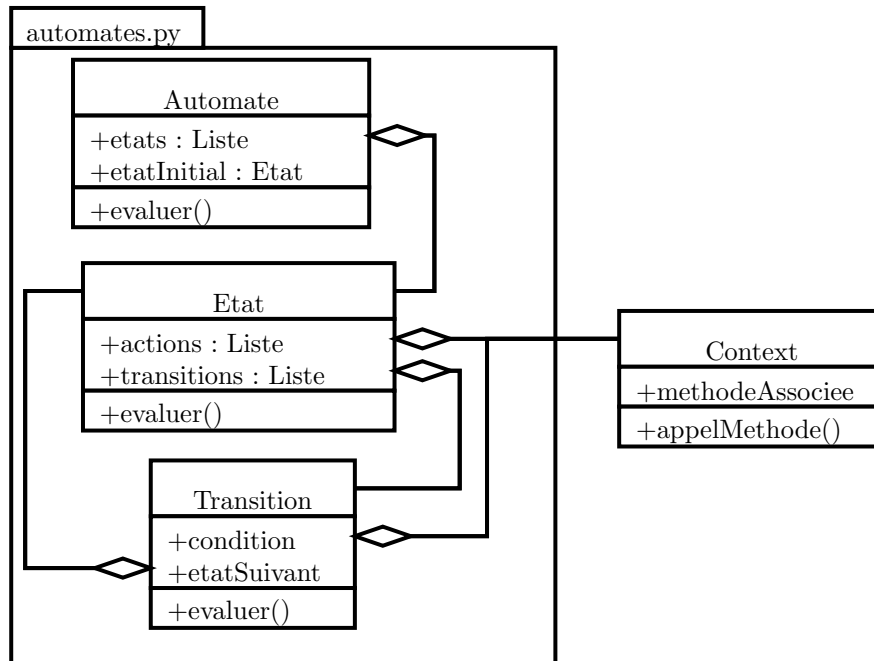 automates.py
Automate
+etats : Liste
+etatInitial : Etat
+evaluer()
Etat
+actions : Liste
+transitions : Liste
+evaluer()
Context
+methodeAssociee
+appelMethode()
Transition
+condition
+etatSuivant
+evaluer()